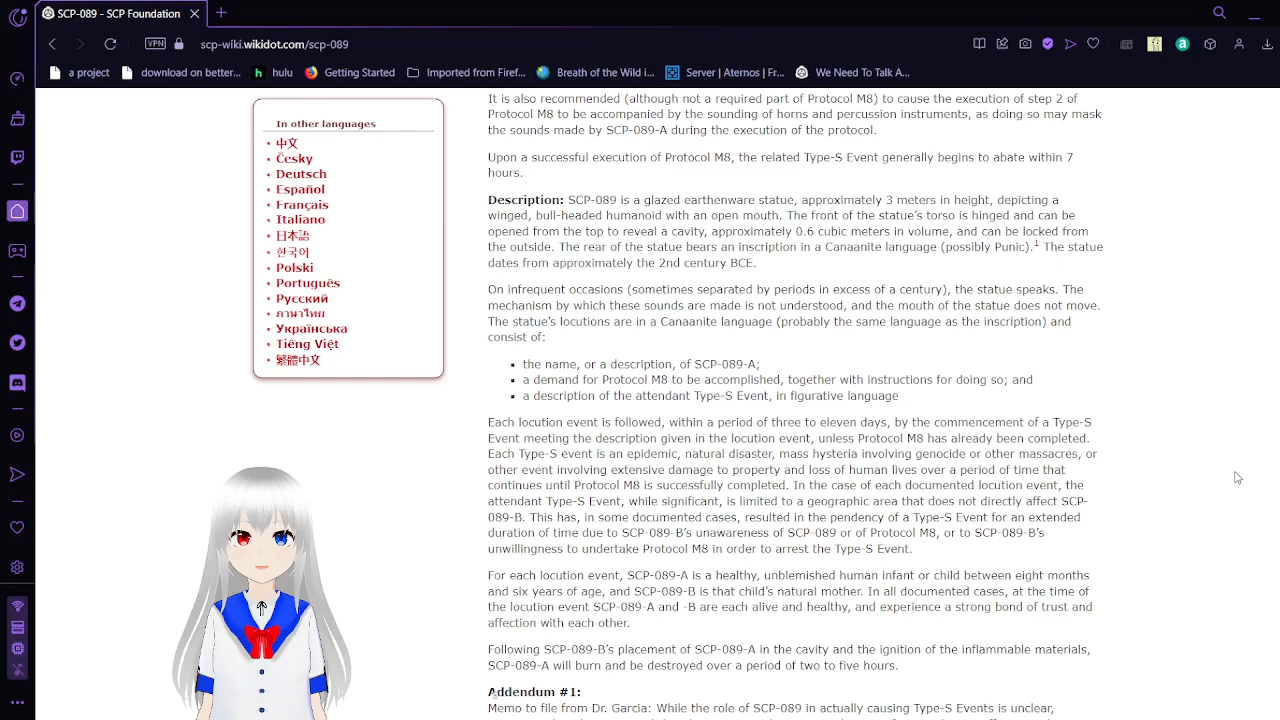 SCP-089 - SCP Foundation
VPN
scp-wiki.wikidot.com/scp-089
a project
download on better...
h hulu
Getting Started
Imported from Firef...
Breath of the Wild i...
Server | Aternos | Fr...
We Need To Talk A...
It is also recommended (although not a required part of Protocol M8) to cause the execution of step 2 of
Protocol M8 to be accompanied by the sounding of horns and percussion instruments, as doing so may mask
the sounds made by SCP-089-A during the execution of the protocol.
Upon a successful execution of Protocol M8, the related Type-S Event generally begins to abate within 7
hours.
Description: SCP-089 is a glazed earthenware statue, approximately 3 meters in height, depicting a
winged, bull-headed humanoid with an open mouth. The front of the statue's torso is hinged and can be
opened from the top to reveal a cavity, approximately 0.6 cubic meters in volume, and can be locked from
the outside. The rear of the statue bears an inscription in a Canaanite language (possibly Punic).1 The statue
dates from approximately the 2nd century BCE.
On infrequent occasions (sometimes separated by periods in excess of a century), the statue speaks. The
mechanism by which these sounds are made is not understood, and the mouth of the statue does not move.
The statue's locutions are in a Canaanite language (probably the same language as the inscription) and
consist of:
the name, or a description, of SCP-089-A;
a demand for Protocol M8 to be accomplished, together with instructions for doing so; and
a description of the attendant Type-S Event, in figurative language
Each locution event is followed, within a period of three to eleven days, by the commencement of a Type-S
Event meeting the description given in the locution event, unless Protocol M8 has already been completed.
Each Type-S event is an epidemic, natural disaster, mass hysteria involving genocide or other massacres, or
other event involving extensive damage to property and loss of human lives over a period of time that
continues until Protocol M8 is successfully completed. In the case of each documented locution event, the
attendant Type-S Event, while significant, is limited to a geographic area that does not directly affect SCP-
089-B. This has, in some documented cases, resulted in the pendency of a Type-S Event for an extended
duration of time due to SCP-089-B's unawareness of SCP-089 or of Protocol M8, or to SCP-089-B's
unwillingness to undertake Protocol M8 in order to arrest the Type-S Event.
For each locution event, SCP-089-A is a healthy, unblemished human infant or child between eight months
and six years of age, and SCP-089-B is that child's natural mother. In all documented cases, at the time of
the locution event SCP-089-A and -B are each alive and healthy, and experience a strong bond of trust and
affection with each other.
Following SCP-089-B's placement of SCP-089-A in the cavity and the ignition of the inflammable materials,
SCP-089-A will burn and be destroyed over a period of two to five hours.
Addendum #1:
Memo to file from Dr. Garcia: While the role of SCP-089 in actually causing Type-S Events is unclear,
In other languages
中文
Česky
Deutsch
Español
Français
Italiano
日本語
한국어
Polski
Português
Русский
ภาษาไทย
Українська
Tiếng Việt
繁體中文